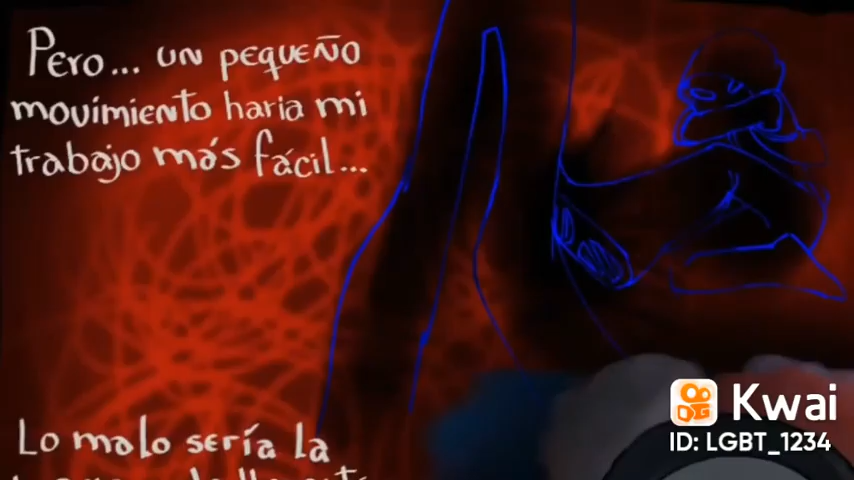 Pero... un pequeño
movimiento haria mi
trabajo más fácil...
Lo malo sería la
Kwai
ID: LGBT_1234